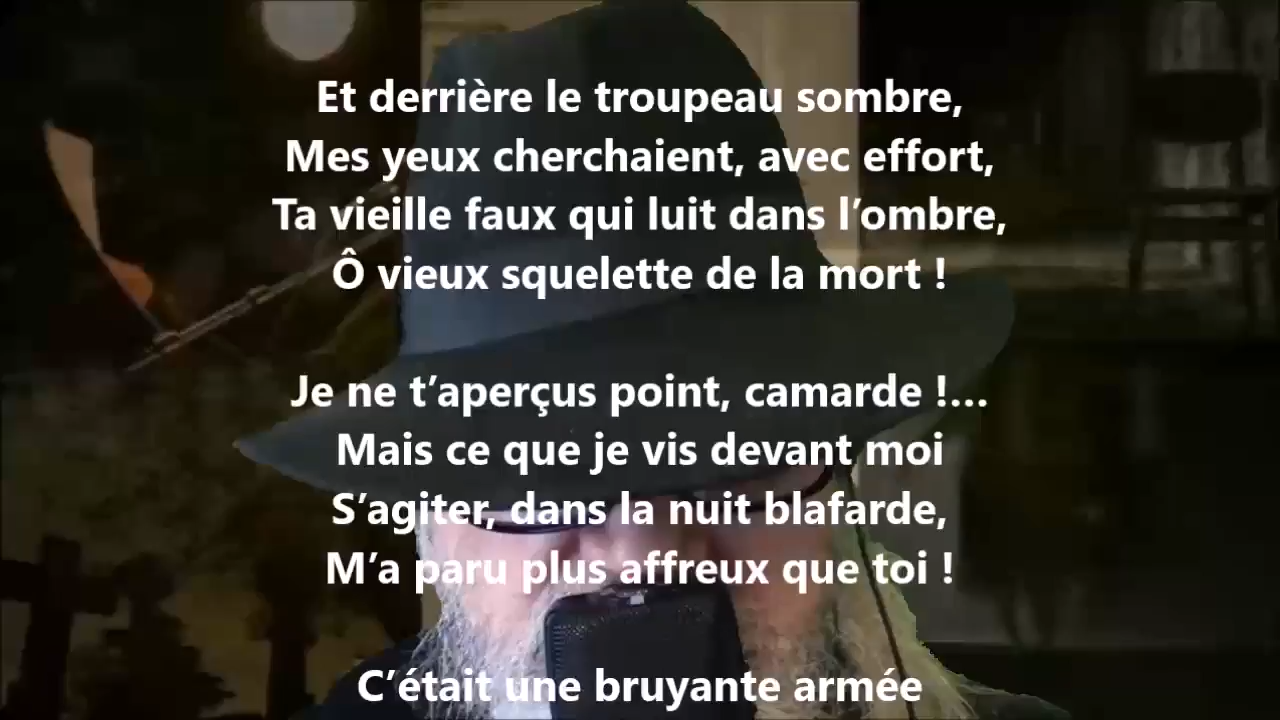 Et derrière le troupeau sombre,
Mes yeux cherchaient, avec effort,
Ta vieille faux qui luit dans l’ombre,
Ô vieux squelette de la mort !
Je ne t’aperçus point, camarde !…
Mais ce que je vis devant moi
S’agiter, dans la nuit blafarde,
M’a paru plus affreux que toi !
C’était une bruyante armée